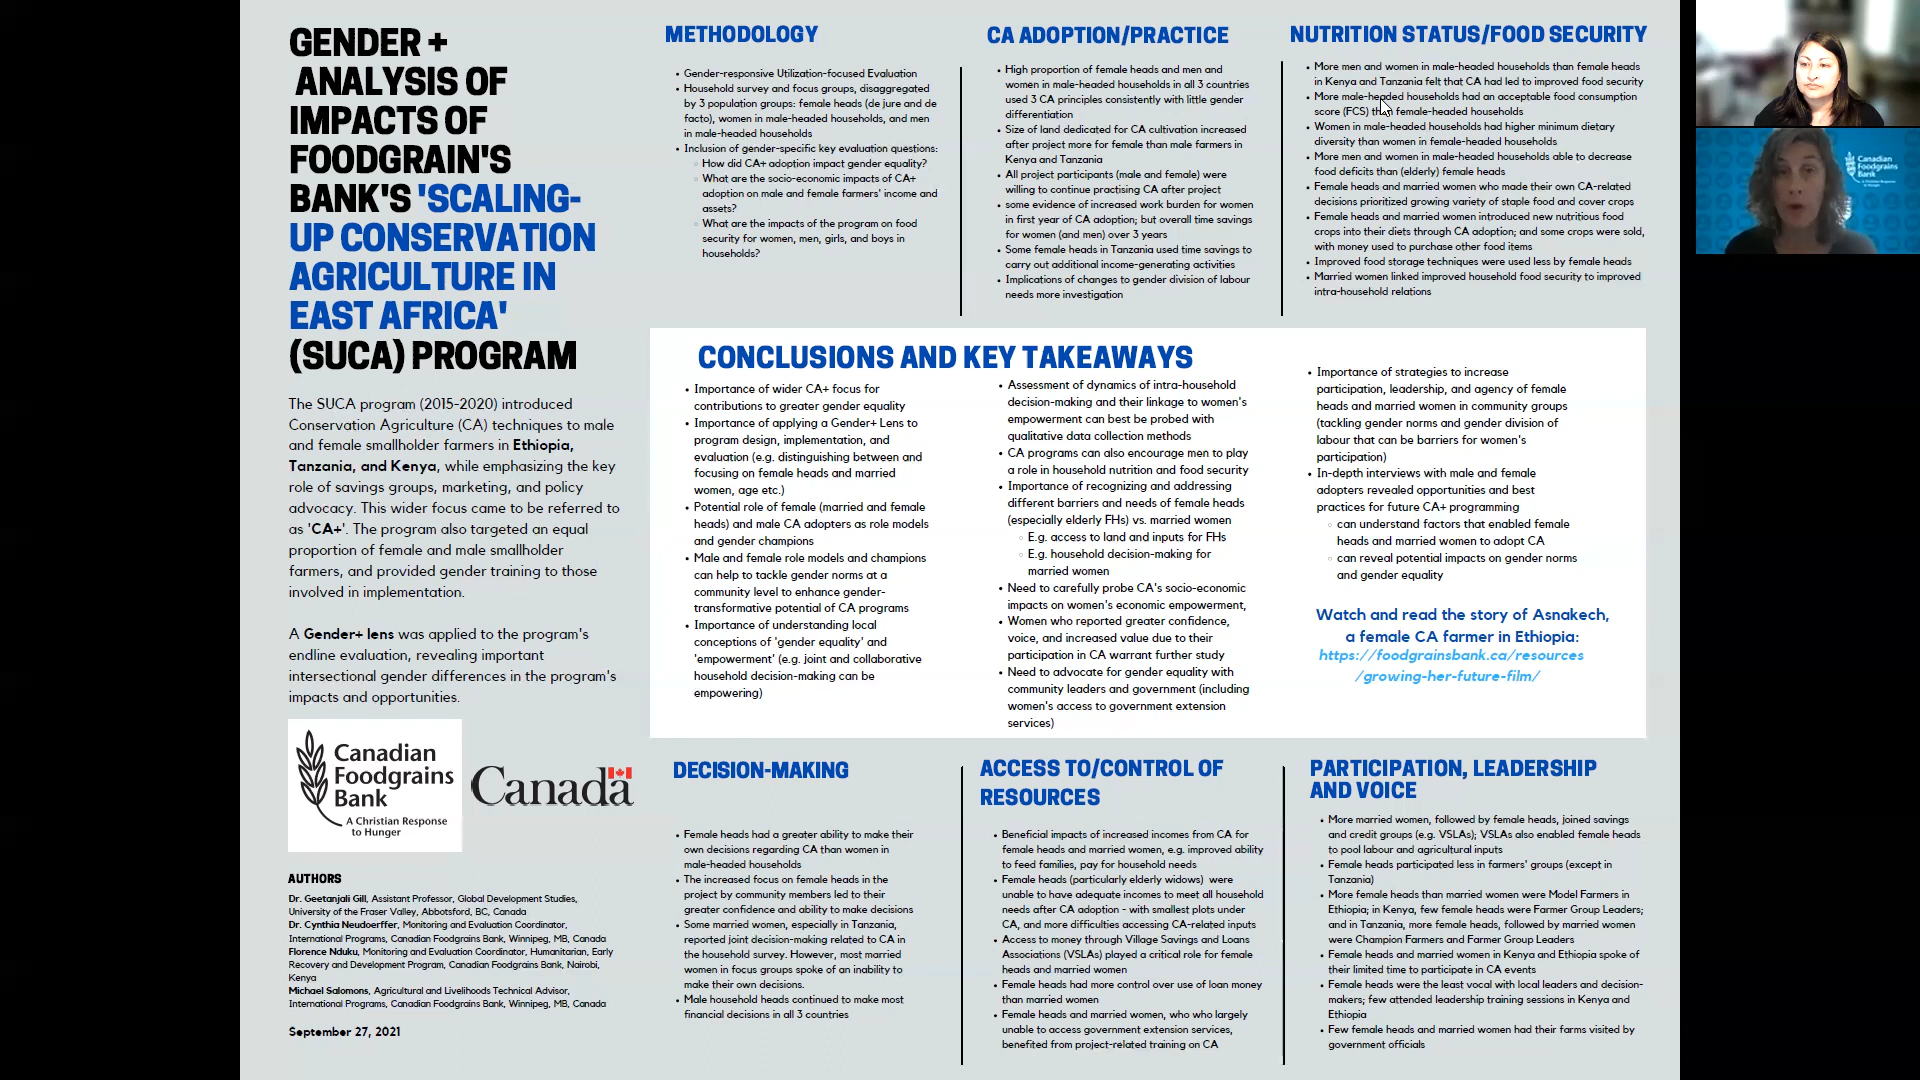 GENDER +
ANALYSIS OF
IMPACTS OF
FOODGRAIN'S
BANK'S 'SCALING-
UP CONSERVATION
AGRICULTURE IN
EAST AFRICA'
(SUCA) PROGRAM
The SUCA program (2015-2020) introduced
Conservation Agriculture (CA) techniques to male
and female smallholder farmers in Ethiopia,
Tanzania, and Kenya, while emphasizing the key
role of savings groups, marketing, and policy
advocacy. This wider focus came to be referred to
as 'CA+'. The program also targeted an equal
proportion of female and male smallholder
farmers, and provided gender training to those
involved in implementation.
A Gender+ lens was applied to the program's
endline evaluation, revealing important
intersectional gender differences in the program's
impacts and opportunities.
Canadian
Foodgrains
Bank
A Christian Response
to Hunger
Canada
AUTHORS
Dr. Geetanjali Gill, Assistant Professor, Global Development Studies,
University of the Fraser Valley, Abbotsford, BC, Canada
Dr. Cynthia Neudoerffer, Monitoring and Evaluation Coordinator,
International Programs, Canadian Foodgrains Bank, Winnipeg, MB, Canada
Florence Nduku, Monitoring and Evaluation Coordinator, Humanitarian, Early
Recovery and Development Program, Canadian Foodgrains Bank, Nairobi,
Kenya
Michael Salomons, Agricultural and Livelihoods Technical Advisor,
International Programs, Canadian Foodgrains Bank, Winnipeg, MB, Canada
September 27, 2021
METHODOLOGY
• Gender-responsive Utilization-focused Evaluation
• Household survey and focus groups, disaggregated
by 3 population groups: female heads (de jure and de
facto), women in male-headed households, and men
in male-headed households
• Inclusion of gender-specific key evaluation questions:
◦ How did CA+ adoption impact gender equality?
◦ What are the socio-economic impacts of CA+
adoption on male and female farmers' income and
assets?
◦ What are the impacts of the program on food
security for women, men, girls, and boys in
households?
CA ADOPTION/PRACTICE
• High proportion of female heads and men and
women in male-headed households in all 3 countries
used 3 CA principles consistently with little gender
differentiation
• Size of land dedicated for CA cultivation increased
after project more for female than male farmers in
Kenya and Tanzania
• All project participants (male and female) were
willing to continue practising CA after project
• some evidence of increased work burden for women
in first year of CA adoption; but overall time savings
for women (and men) over 3 years
• Some female heads in Tanzania used time savings to
carry out additional income-generating activities
• Implications of changes to gender division of labour
needs more investigation
NUTRITION STATUS/FOOD SECURITY
• More men and women in male-headed households than female heads
in Kenya and Tanzania felt that CA had led to improved food security
• More male-headed households had an acceptable food consumption
score (FCS) than female-headed households
• Women in male-headed households had higher minimum dietary
diversity than women in female-headed households
• More men and women in male-headed households able to decrease
food deficits than (elderly) female heads
• Female heads and married women who made their own CA-related
decisions prioritized growing variety of staple food and cover crops
• Female heads and married women introduced new nutritious food
crops into their diets through CA adoption; and some crops were sold,
with money used to purchase other food items
• Improved food storage techniques were used less by female heads
• Married women linked improved household food security to improved
intra-household relations
CONCLUSIONS AND KEY TAKEAWAYS
• Importance of wider CA+ focus for
contributions to greater gender equality
• Importance of applying a Gender+ Lens to
program design, implementation, and
evaluation (e.g. distinguishing between and
focusing on female heads and married
women, age etc.)
• Potential role of female (married and female
heads) and male CA adopters as role models
and gender champions
• Male and female role models and champions
can help to tackle gender norms at a
community level to enhance gender-
transformative potential of CA programs
• Importance of understanding local
conceptions of 'gender equality' and
'empowerment' (e.g. joint and collaborative
household decision-making can be
empowering)
• Assessment of dynamics of intra-household
decision-making and their linkage to women's
empowerment can best be probed with
qualitative data collection methods
• CA programs can also encourage men to play
a role in household nutrition and food security
• Importance of recognizing and addressing
different barriers and needs of female heads
(especially elderly FHs) vs. married women
◦ E.g. access to land and inputs for FHs
◦ E.g. household decision-making for
married women
• Need to carefully probe CA's socio-economic
impacts on women's economic empowerment,
• Women who reported greater confidence,
voice, and increased value due to their
participation in CA warrant further study
• Need to advocate for gender equality with
community leaders and government (including
women's access to government extension
services)
• Importance of strategies to increase
participation, leadership, and agency of female
heads and married women in community groups
(tackling gender norms and gender division of
labour that can be barriers for women's
participation)
• In-depth interviews with male and female
adopters revealed opportunities and best
practices for future CA+ programming
◦ can understand factors that enabled female
heads and married women to adopt CA
◦ can reveal potential impacts on gender norms
and gender equality
Watch and read the story of Asnakech,
a female CA farmer in Ethiopia:
https://foodgrainsbank.ca/resources
/growing-her-future-film/
DECISION-MAKING
• Female heads had a greater ability to make their
own decisions regarding CA than women in
male-headed households
• The increased focus on female heads in the
project by community members led to their
greater confidence and ability to make decisions
• Some married women, especially in Tanzania,
reported joint decision-making related to CA in
the household survey. However, most married
women in focus groups spoke of an inability to
make their own decisions.
• Male household heads continued to make most
financial decisions in all 3 countries
ACCESS TO/CONTROL OF
RESOURCES
• Beneficial impacts of increased incomes from CA for
female heads and married women, e.g. improved ability
to feed families, pay for household needs
• Female heads (particularly elderly widows) were
unable to have adequate incomes to meet all household
needs after CA adoption - with smallest plots under
CA, and more difficulties accessing CA-related inputs
• Access to money through Village Savings and Loans
Associations (VSLAs) played a critical role for female
heads and married women
• Female heads had more control over use of loan money
than married women
• Female heads and married women, who who largely
unable to access government extension services,
benefited from project-related training on CA
PARTICIPATION, LEADERSHIP
AND VOICE
• More married women, followed by female heads, joined savings
and credit groups (e.g. VSLAs); VSLAs also enabled female heads
to pool labour and agricultural inputs
• Female heads participated less in farmers' groups (except in
Tanzania)
• More female heads than married women were Model Farmers in
Ethiopia; in Kenya, few female heads were Farmer Group Leaders;
and in Tanzania, more female heads, followed by married women
were Champion Farmers and Farmer Group Leaders
• Female heads and married women in Kenya and Ethiopia spoke of
their limited time to participate in CA events
• Female heads were the least vocal with local leaders and decision-
makers; few attended leadership training sessions in Kenya and
Ethiopia
• Few female heads and married women had their farms visited by
government officials
Canadian
Foodgrains
Bank